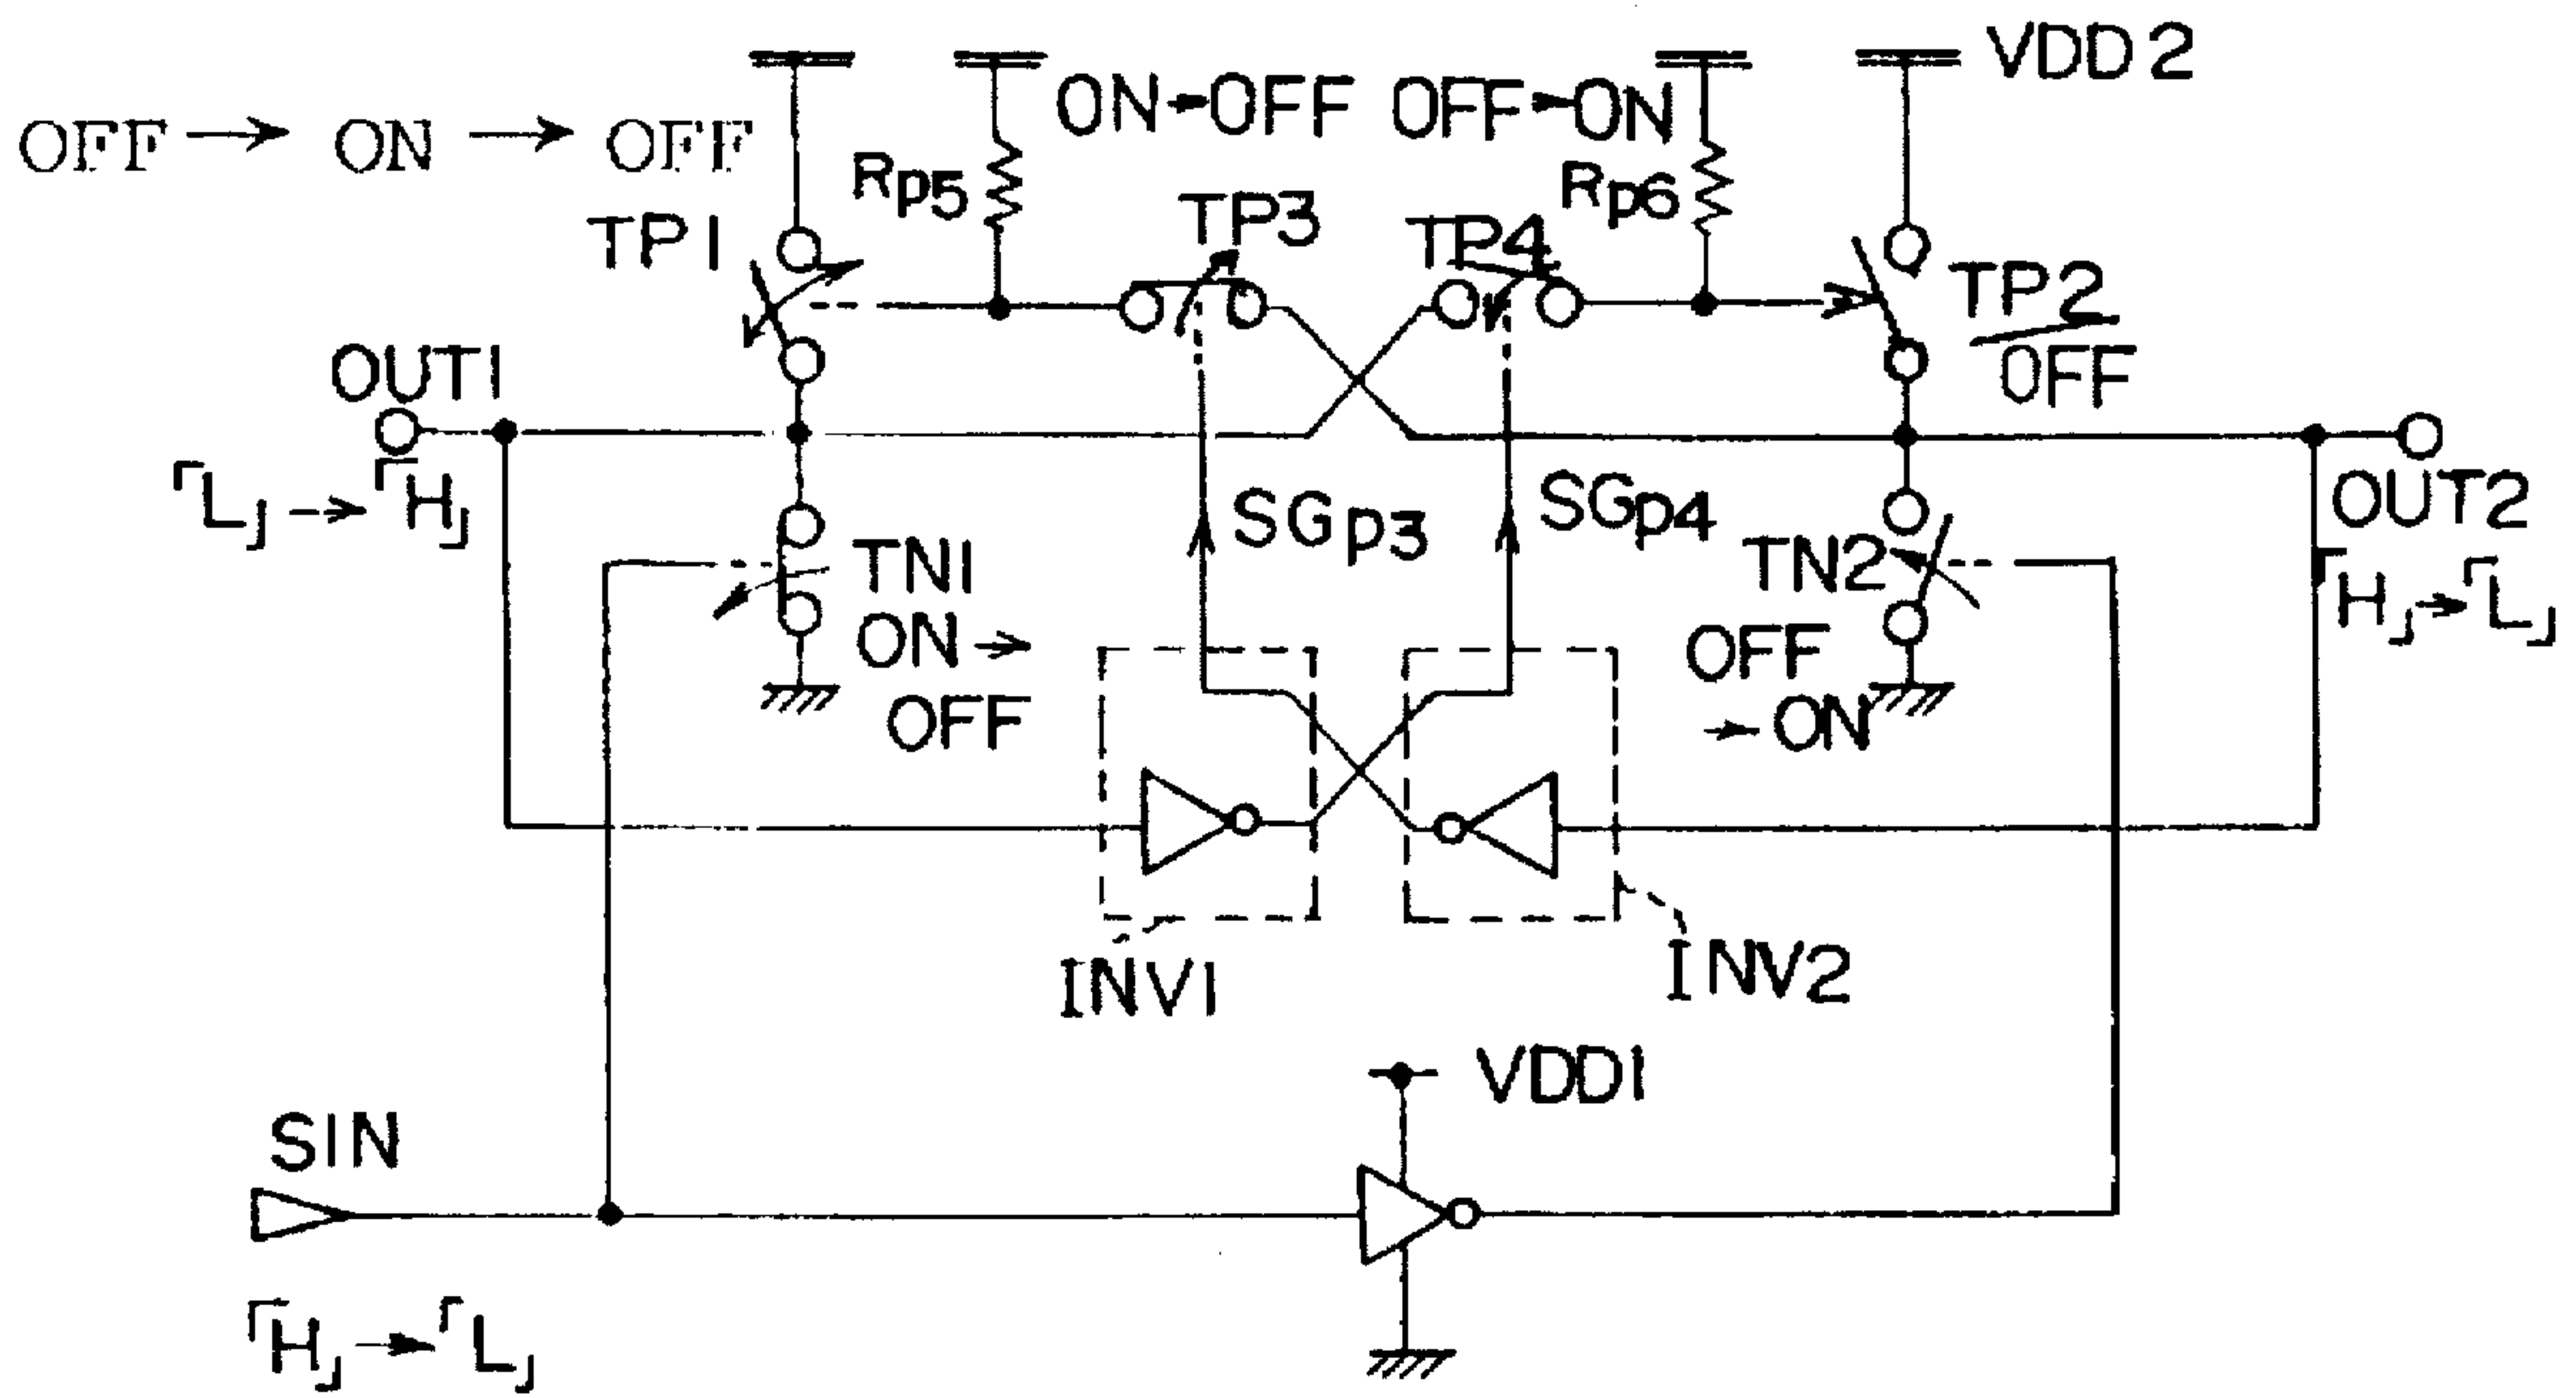 VDD2
ON→OFF OFF→ON
OFF → ON → OFF
Rp5
Rp6
TP1
TP3
TP4
TP2
OFF
OUT1
「L」→「H」
SGp3
SGp4
OUT2
「H」→「L」
TN1
ON →
OFF
TN2
OFF
→ ON
INV1
INV2
VDD1
SIN
「H」→「L」